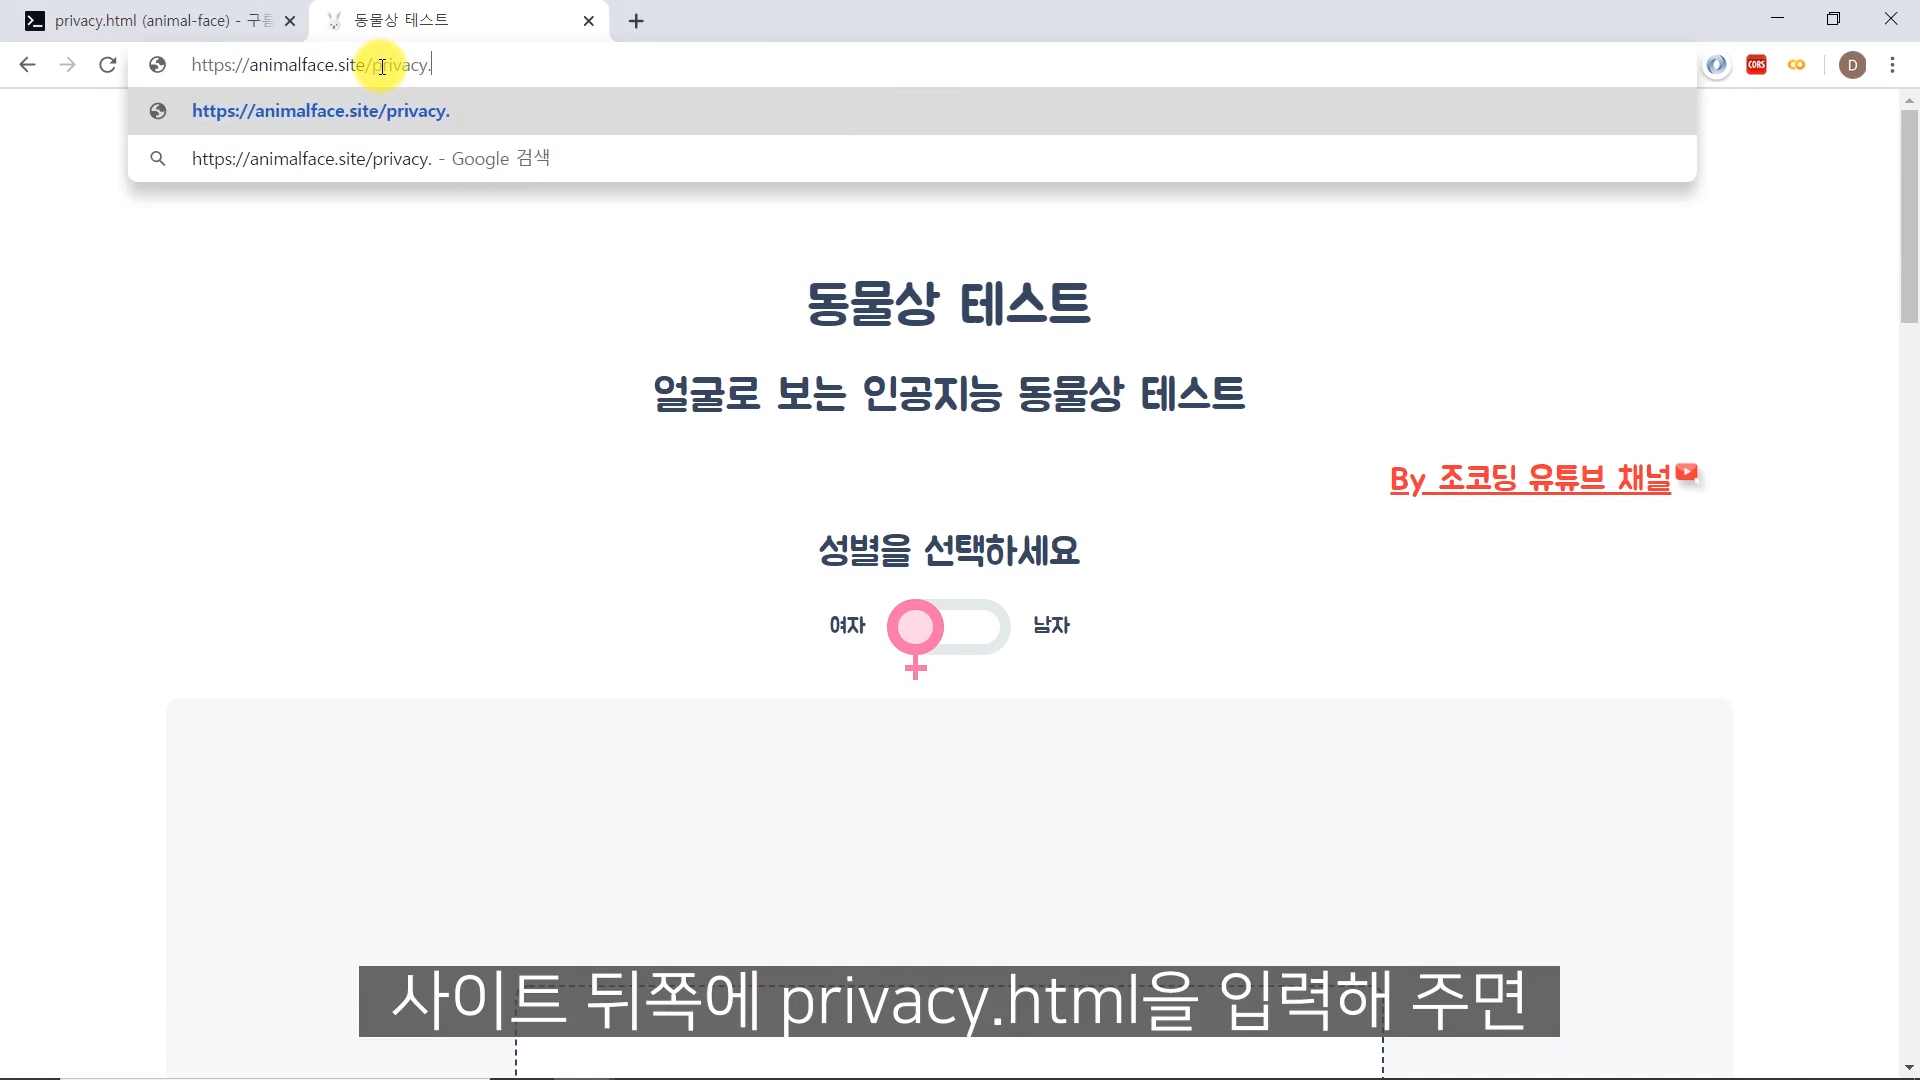 privacy.html (animal-face) - 구름
동물상 테스트
https://animalface.site/privacy.
CORS
CO
D
https://animalface.site/privacy.
https://animalface.site/privacy. - Google 검색
동물상 테스트
얼굴로 보는 인공지능 동물상 테스트
By 조코딩 유튜브 채널
성별을 선택하세요
여자
남자
사이트 뒤쪽에 privacy.html을 입력해 주면